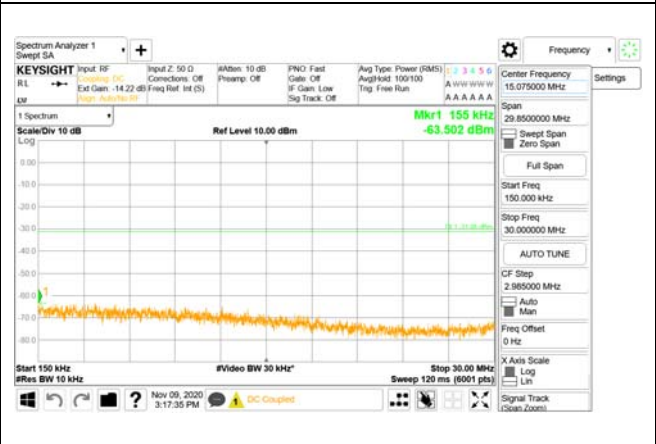 Spectrum Analyzer 1
Swept SA
+
Frequency
KEYSIGHT
RL
Input: RF
Coupling: DC
Ext Gain: -14.22 dB
Align: Auto/No RF
Input Z: 50 Ω
Corrections: Off
Freq Ref: Int (S)
#Atten: 10 dB
Preamp: Off
PNO: Fast
Gate: Off
IF Gain: Low
Sig Track: Off
Avg Type: Power (RMS)
Avg|Hold: 100/100
Trig: Free Run
1 2 3 4 5 6
A W W W W W
A A A A A A
Center Frequency
15.075000 MHz
Settings
1 Spectrum
Mkr1 155 kHz
-63.502 dBm
Scale/Div 10 dB
Ref Level 10.00 dBm
Log
0.00
-10.0
-20.0
-30.0
-40.0
-50.0
-60.0
-70.0
-80.0
1
Span
29.8500000 MHz
Swept Span
Zero Span
Full Span
Start Freq
150.000 kHz
Stop Freq
30.000000 MHz
AUTO TUNE
CF Step
2.985000 MHz
Auto
Man
Freq Offset
0 Hz
X Axis Scale
Log
Lin
Signal Track
(Span Zoom)
Start 150 kHz
#Video BW 30 kHz*
Stop 30.00 MHz
#Res BW 10 kHz
Sweep 120 ms (6001 pts)
?
Nov 09, 2020
3:17:35 PM
1
DC Coupled